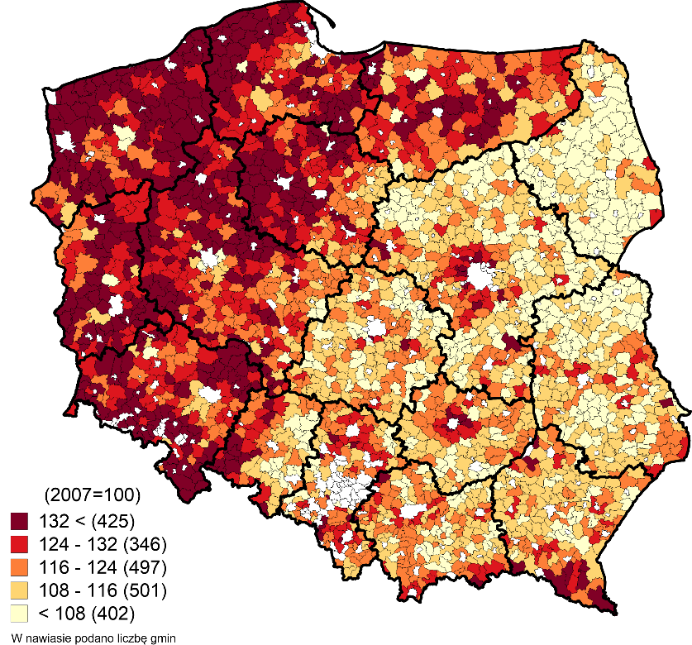 (2007=100)
132 < (425)
124 - 132 (346)
116 - 124 (497)
108 - 116 (501)
< 108 (402)
W nawiasie podano liczbę gmin